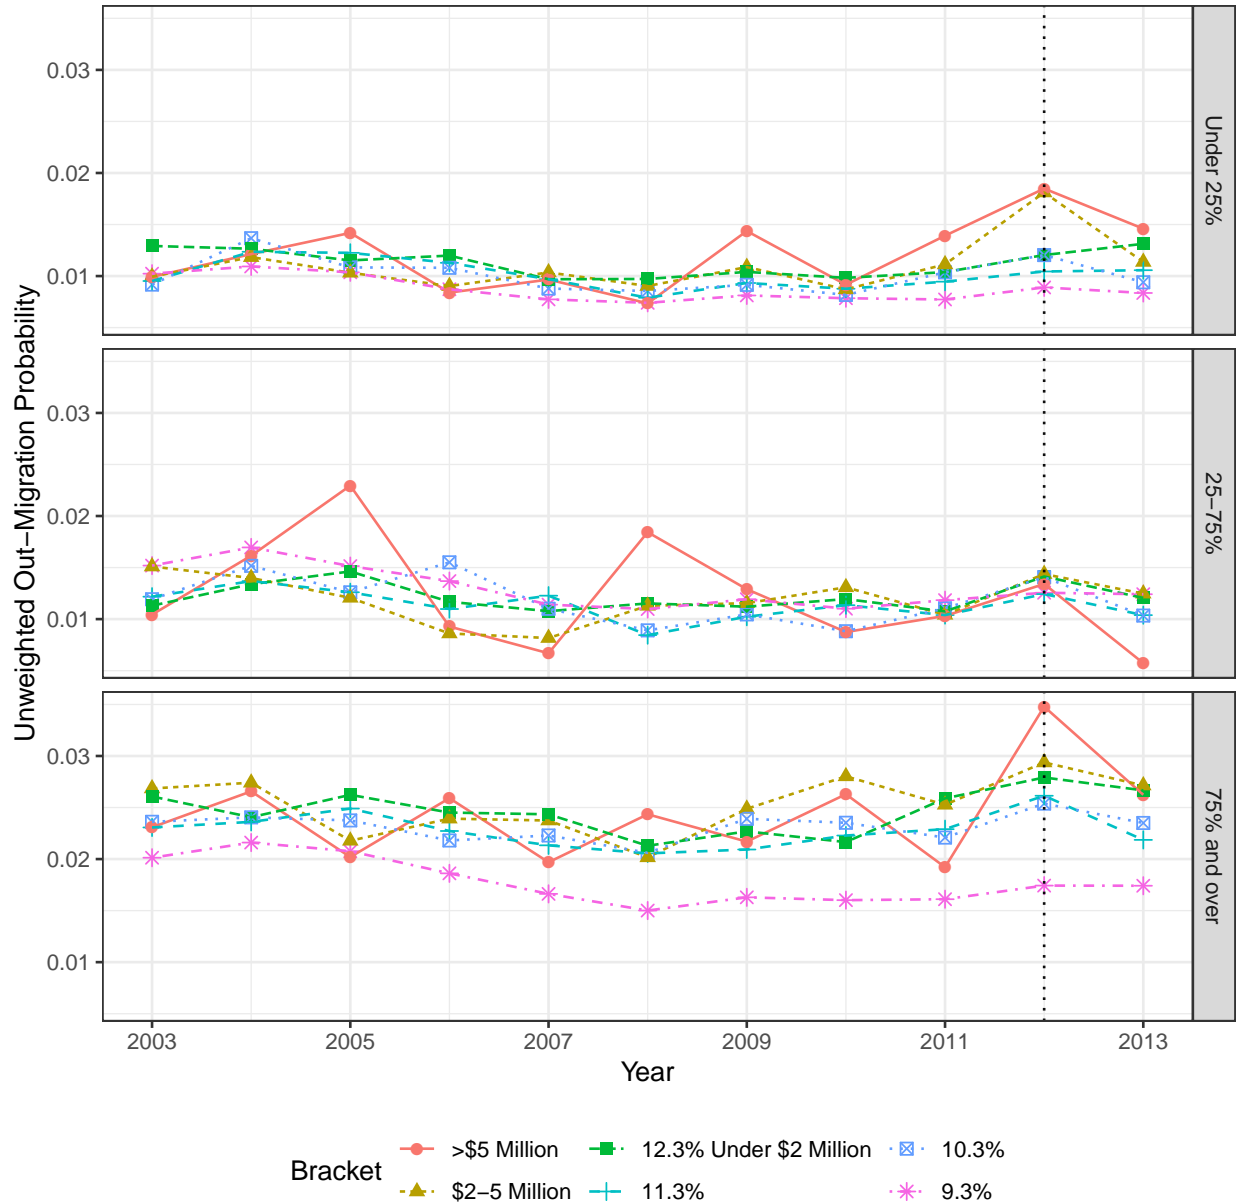 Unweighted Out−Migration Probability
0.03
0.02
0.01
Under 25%
0.03
0.02
0.01
25−75%
0.03
0.02
0.01
75% and over
2003 2005 2007 2009 2011 2013
Year
Bracket
>$5 Million 12.3% Under $2 Million 10.3%
$2−5 Million 11.3% 9.3%